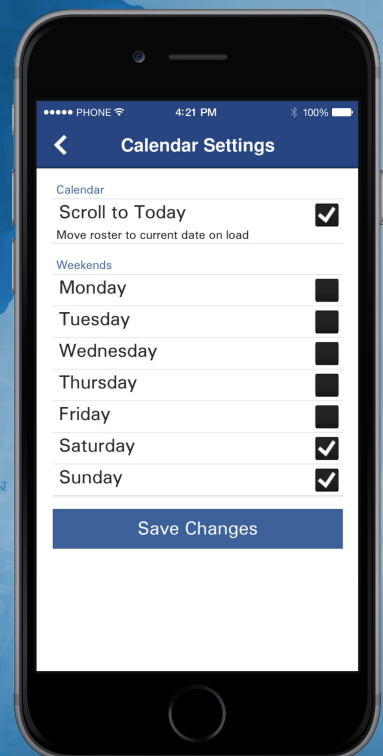 PHONE 4:21 PM 100%
Calendar Settings
Calendar
Scroll to Today
Move roster to current date on load
Weekends
Monday
Tuesday
Wednesday
Thursday
Friday
Saturday
Sunday
Save Changes